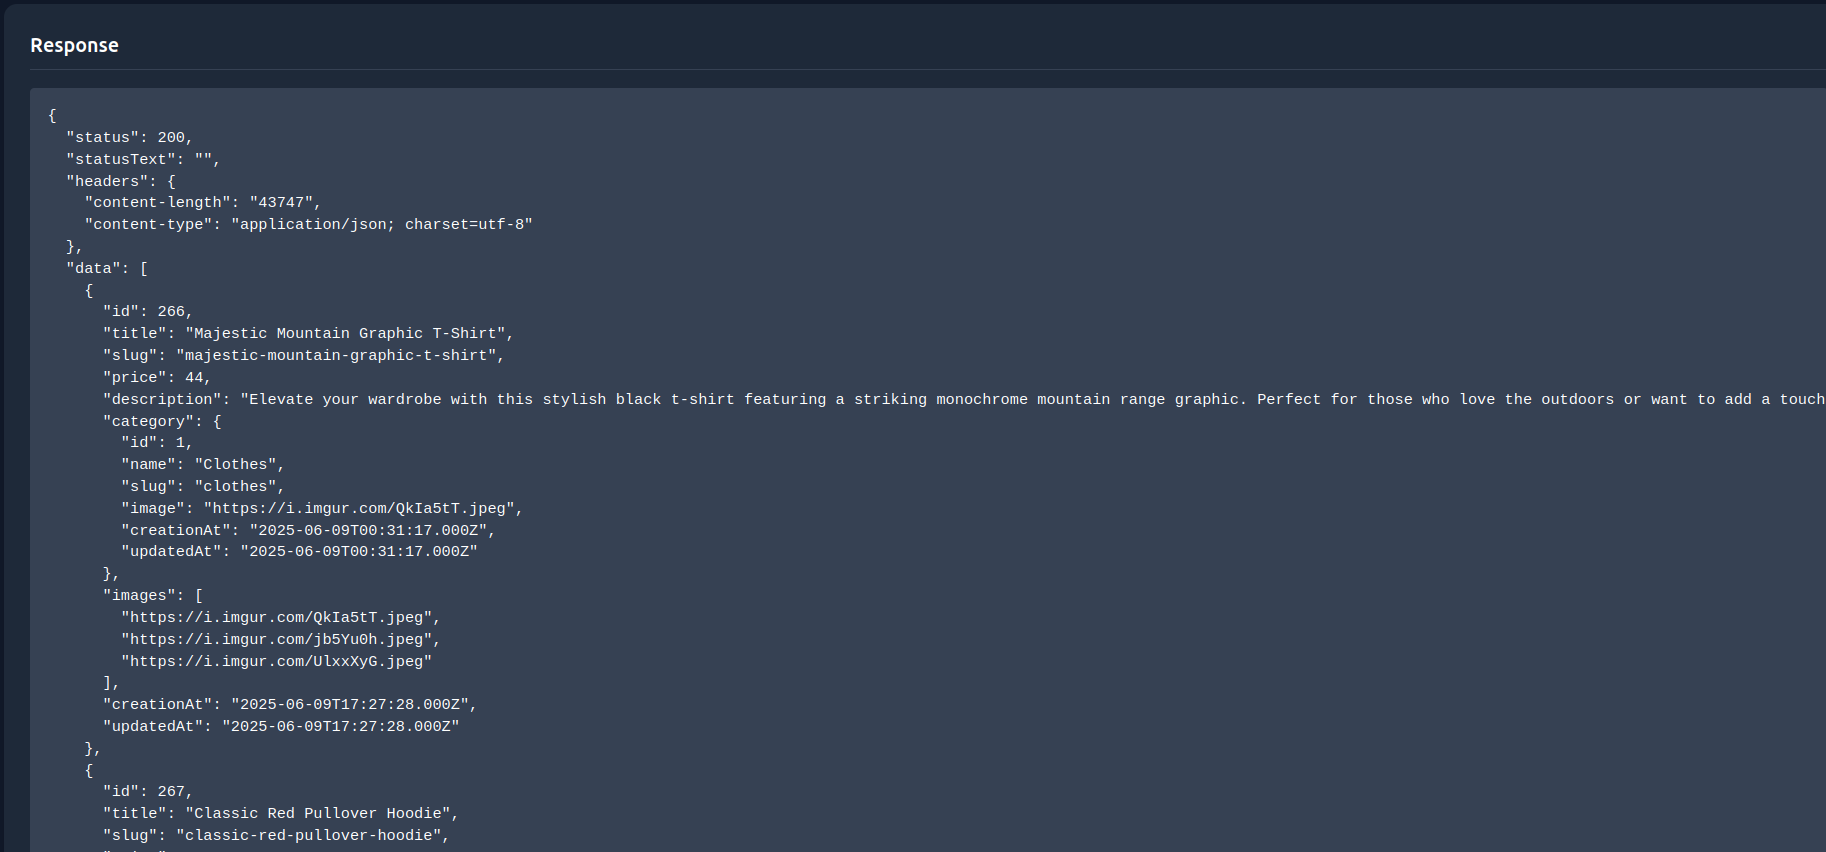 Response
{
"status": 200,
"statusText": "",
"headers": {
"content-length": "43747",
"content-type": "application/json; charset=utf-8"
},
"data": [
{
"id": 266,
"title": "Majestic Mountain Graphic T-Shirt",
"slug": "majestic-mountain-graphic-t-shirt",
"price": 44,
"description": "Elevate your wardrobe with this stylish black t-shirt featuring a striking monochrome mountain range graphic. Perfect for those who love the outdoors or want to add a touch
"category": {
"id": 1,
"name": "Clothes",
"slug": "clothes",
"image": "https://i.imgur.com/QkIa5tT.jpeg",
"creationAt": "2025-06-09T00:31:17.000Z",
"updatedAt": "2025-06-09T00:31:17.000Z"
},
"images": [
"https://i.imgur.com/QkIa5tT.jpeg",
"https://i.imgur.com/jb5Yu0h.jpeg",
"https://i.imgur.com/UlxxXyG.jpeg"
],
"creationAt": "2025-06-09T17:27:28.000Z",
"updatedAt": "2025-06-09T17:27:28.000Z"
},
{
"id": 267,
"title": "Classic Red Pullover Hoodie",
"slug": "classic-red-pullover-hoodie",